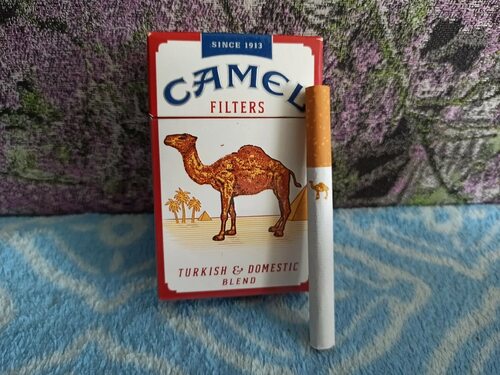 SINCE 1913
CAMEL
FILTERS
TURKISH & DOMESTIC
BLEND